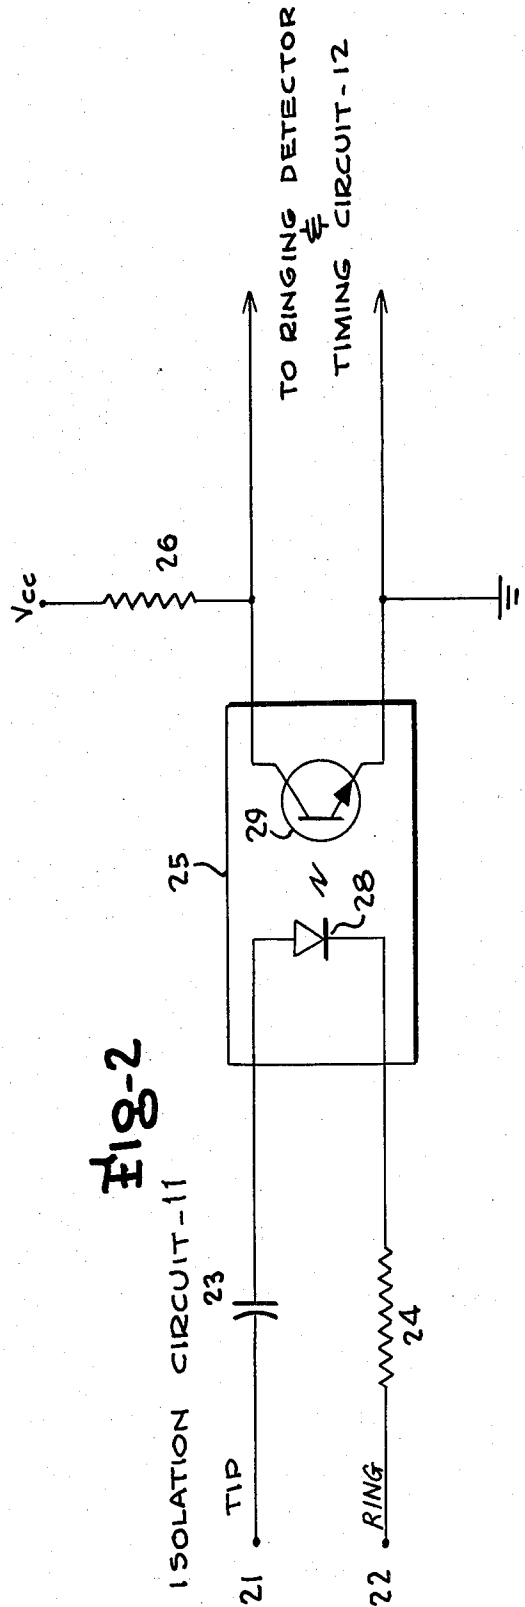 Fig-2
ISOLATION CIRCUIT-11
21
TIP
22
RING
23
24
25
28
29
Vcc
26
TO RINGING DETECTOR
&
TIMING CIRCUIT-12